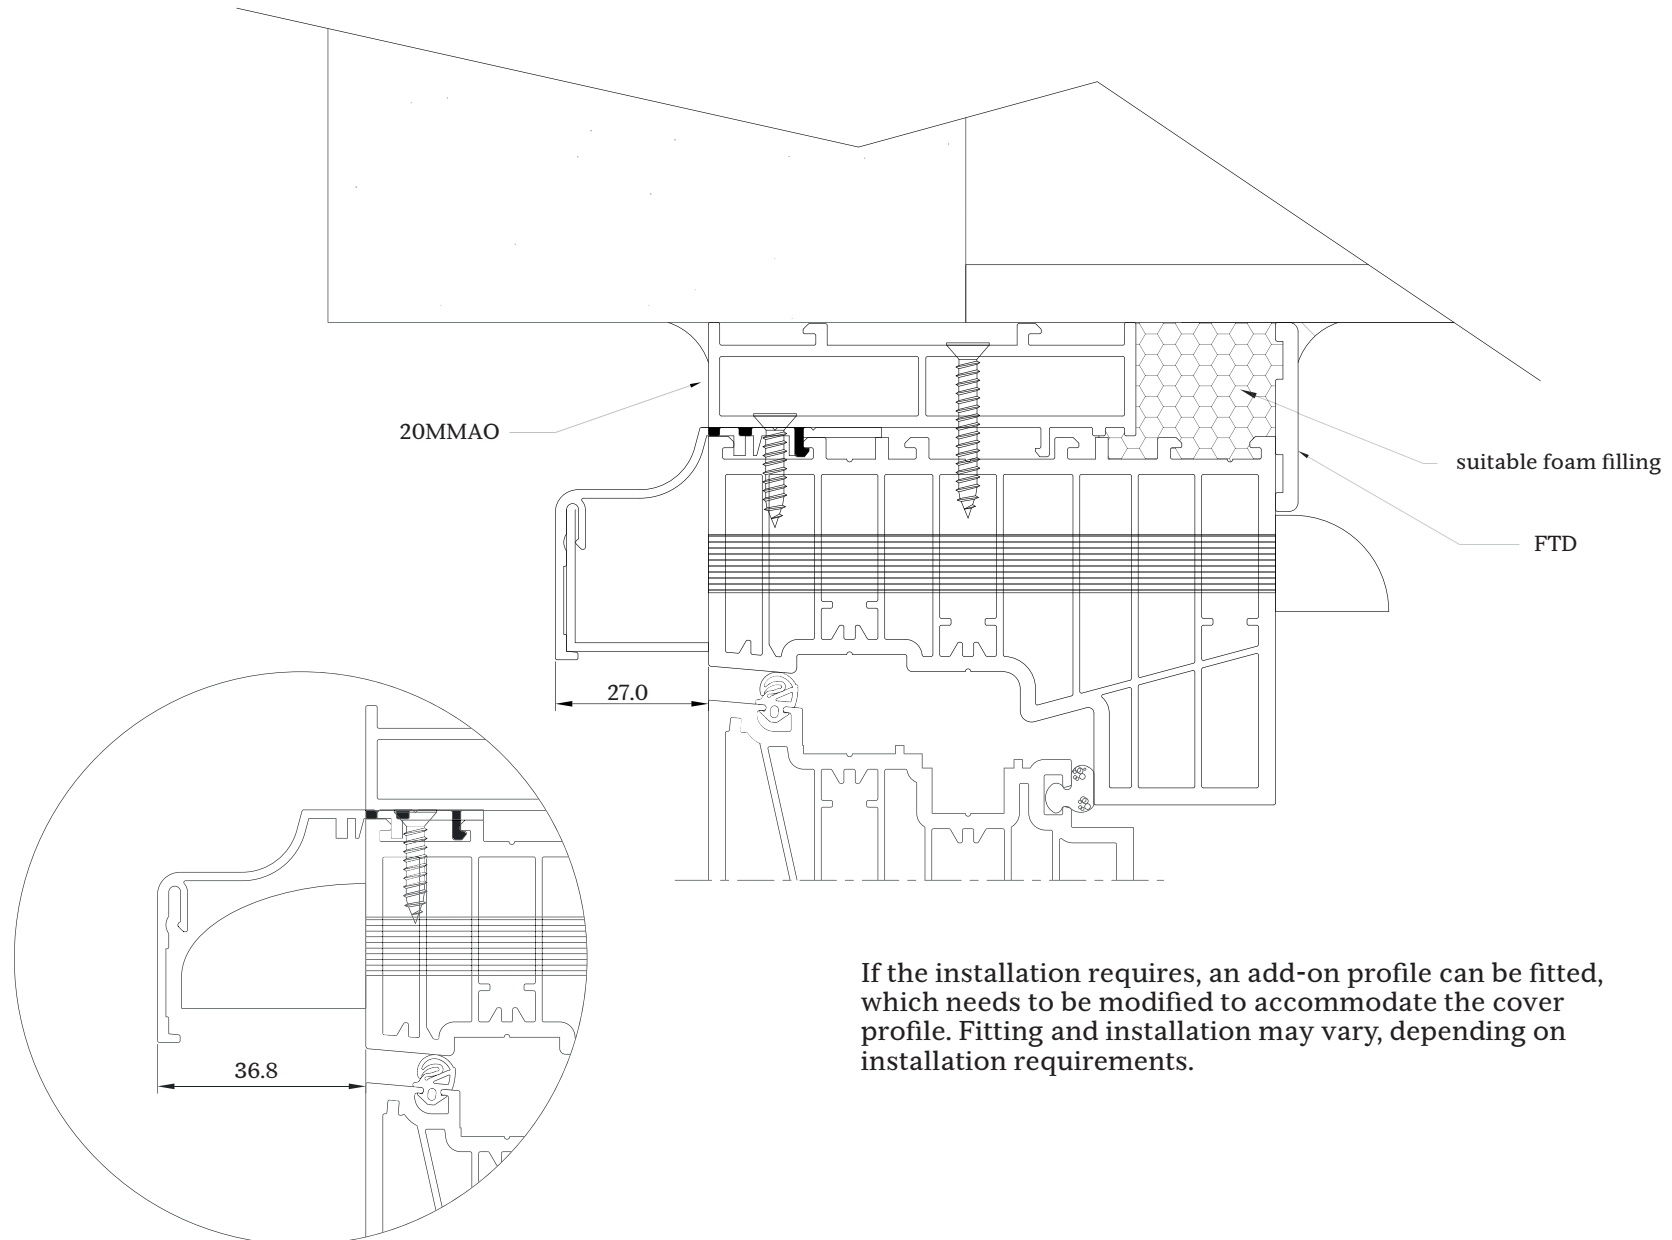 20MMAO
suitable foam filling
FTD
27.0
36.8
If the installation requires, an add-on profile can be fitted,
which needs to be modified to accommodate the cover
profile. Fitting and installation may vary, depending on
installation requirements.